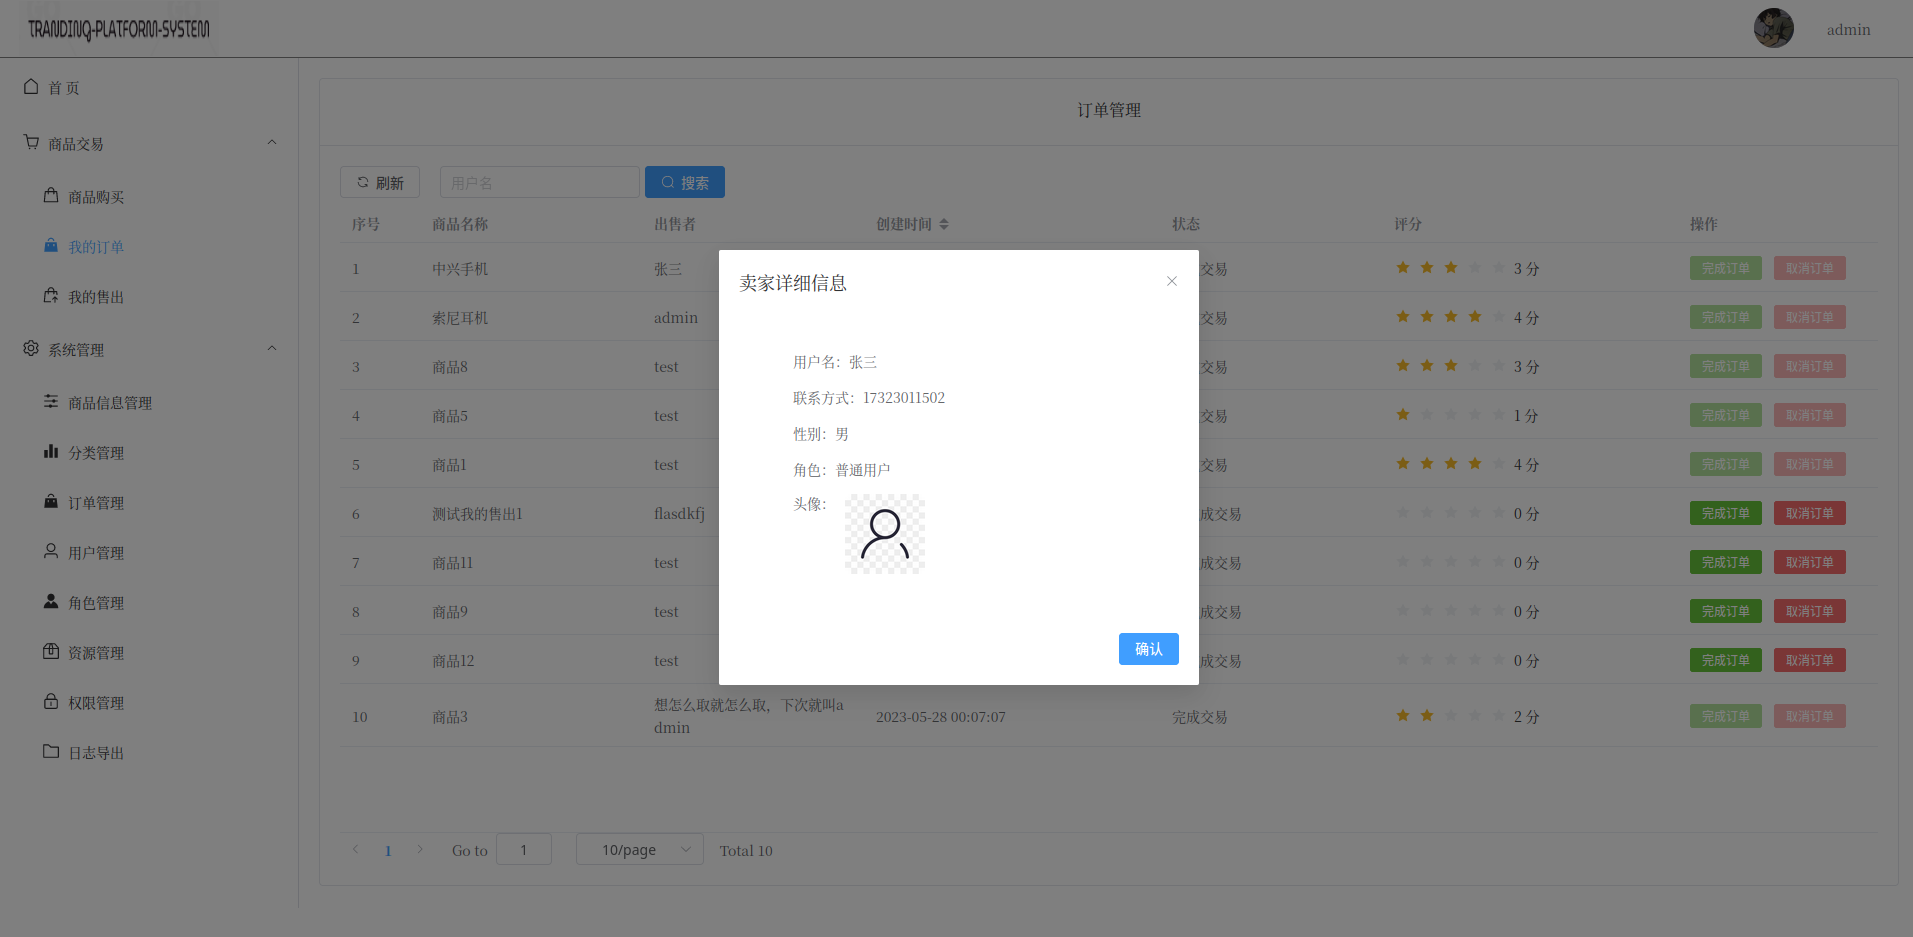 TRANDINQ-PLATFORM-SYSTEM
admin
首 页
商品交易
商品购买
我的订单
我的售出
系统管理
商品信息管理
分类管理
订单管理
用户管理
角色管理
资源管理
权限管理
日志导出
订单管理
刷新 用户名 搜索
序号 商品名称 出售者 创建时间 状态 评分 操作
1 中兴手机 张三 交易 3 分 完成订单 取消订单
2 索尼耳机 admin 交易 4 分 完成订单 取消订单
3 商品8 test 交易 3 分 完成订单 取消订单
4 商品5 test 交易 1 分 完成订单 取消订单
5 商品1 test 交易 4 分 完成订单 取消订单
6 测试我的售出1 flasdkfj 成交易 0 分 完成订单 取消订单
7 商品11 test 成交易 0 分 完成订单 取消订单
8 商品9 test 成交易 0 分 完成订单 取消订单
9 商品12 test 成交易 0 分 完成订单 取消订单
10 商品3 想怎么取就怎么取，下次就叫a
dmin 2023-05-28 00:07:07 完成交易 2 分 完成订单 取消订单
1 Go to 1 10/page Total 10
卖家详细信息
用户名：张三
联系方式：17323011502
性别：男
角色：普通用户
头像：
确认